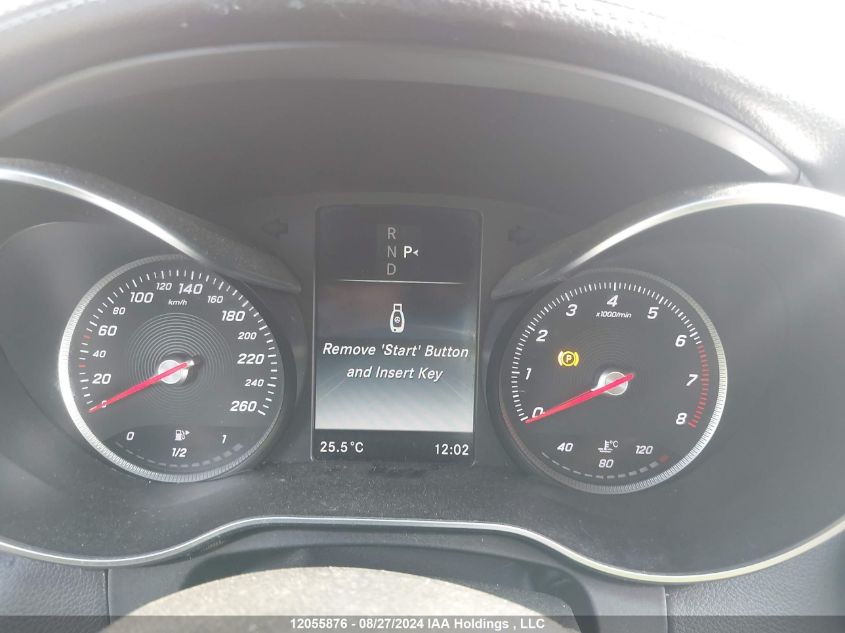 R
N P
D
Remove 'Start' Button
and Insert Key
25.5°C 12:02
0 20 40 60 80 100 120 140 160 180 200 220 240 260
km/h
0 1/2 1
0 1 2 3 4 5 6 7 8
x1000/min
(P)
40 80 120
°C
12055876 - 08/27/2024 IAA Holdings , LLC